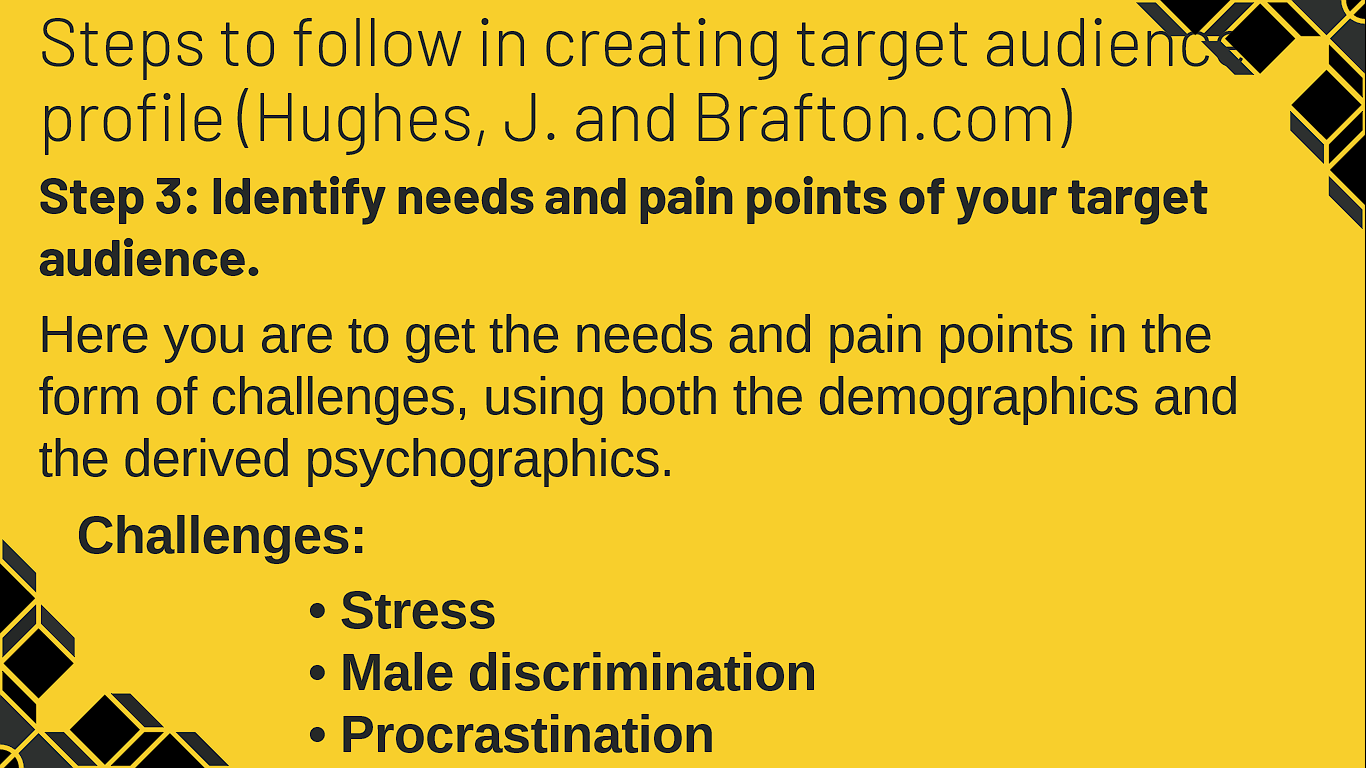 Steps to follow in creating target audience
profile (Hughes, J. and Brafton.com)
Step 3: Identify needs and pain points of your target
audience.
Here you are to get the needs and pain points in the
form of challenges, using both the demographics and
the derived psychographics.
Challenges:
• Stress
• Male discrimination
• Procrastination